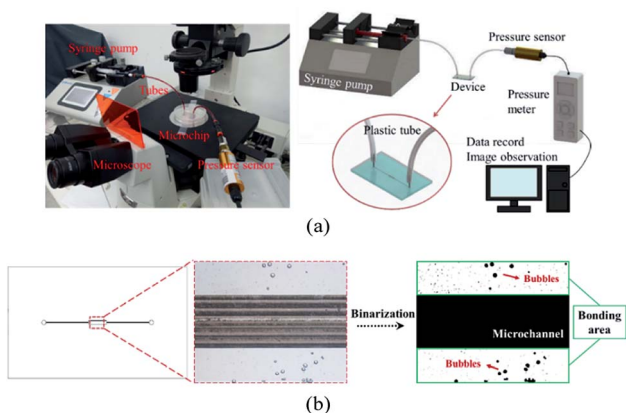 Syringe pump
Tubes
Microchip
Microscope
Pressure sensor
Pressure sensor
Syringe pump
Device
Pressure
meter
Plastic tube
Data record
Image observation
(a)
Binarization
Bubbles
Microchannel
Bubbles
Bonding
area
(b)